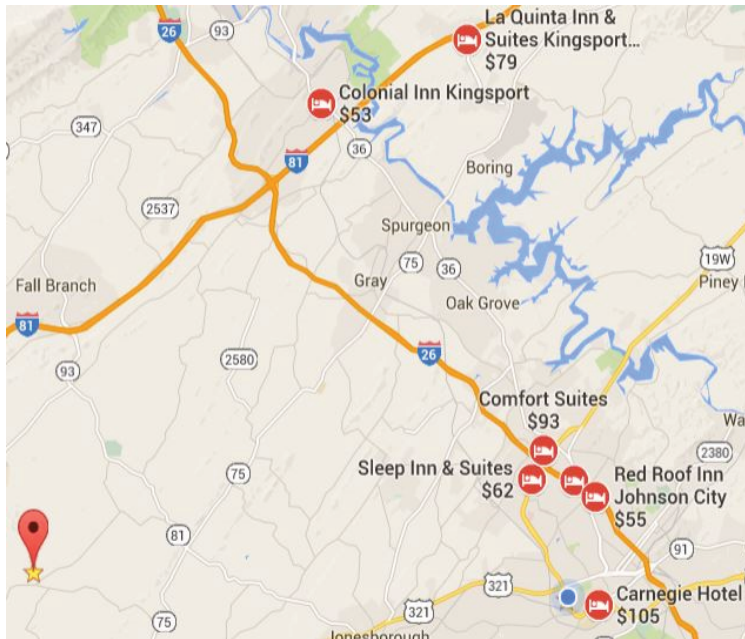 La Quinta Inn &
Suites Kingsport...
$79
26
93
Colonial Inn Kingsport
$53
347
36
81
Boring
2537
Spurgeon
75
36
19W
Fall Branch
Gray
Piney
Oak Grove
81
26
2580
93
Comfort Suites
$93
Wa
2380
Sleep Inn & Suites
$62
Red Roof Inn
Johnson City
$55
75
81
91
321
321
Carnegie Hotel
$105
75
Jonesborough